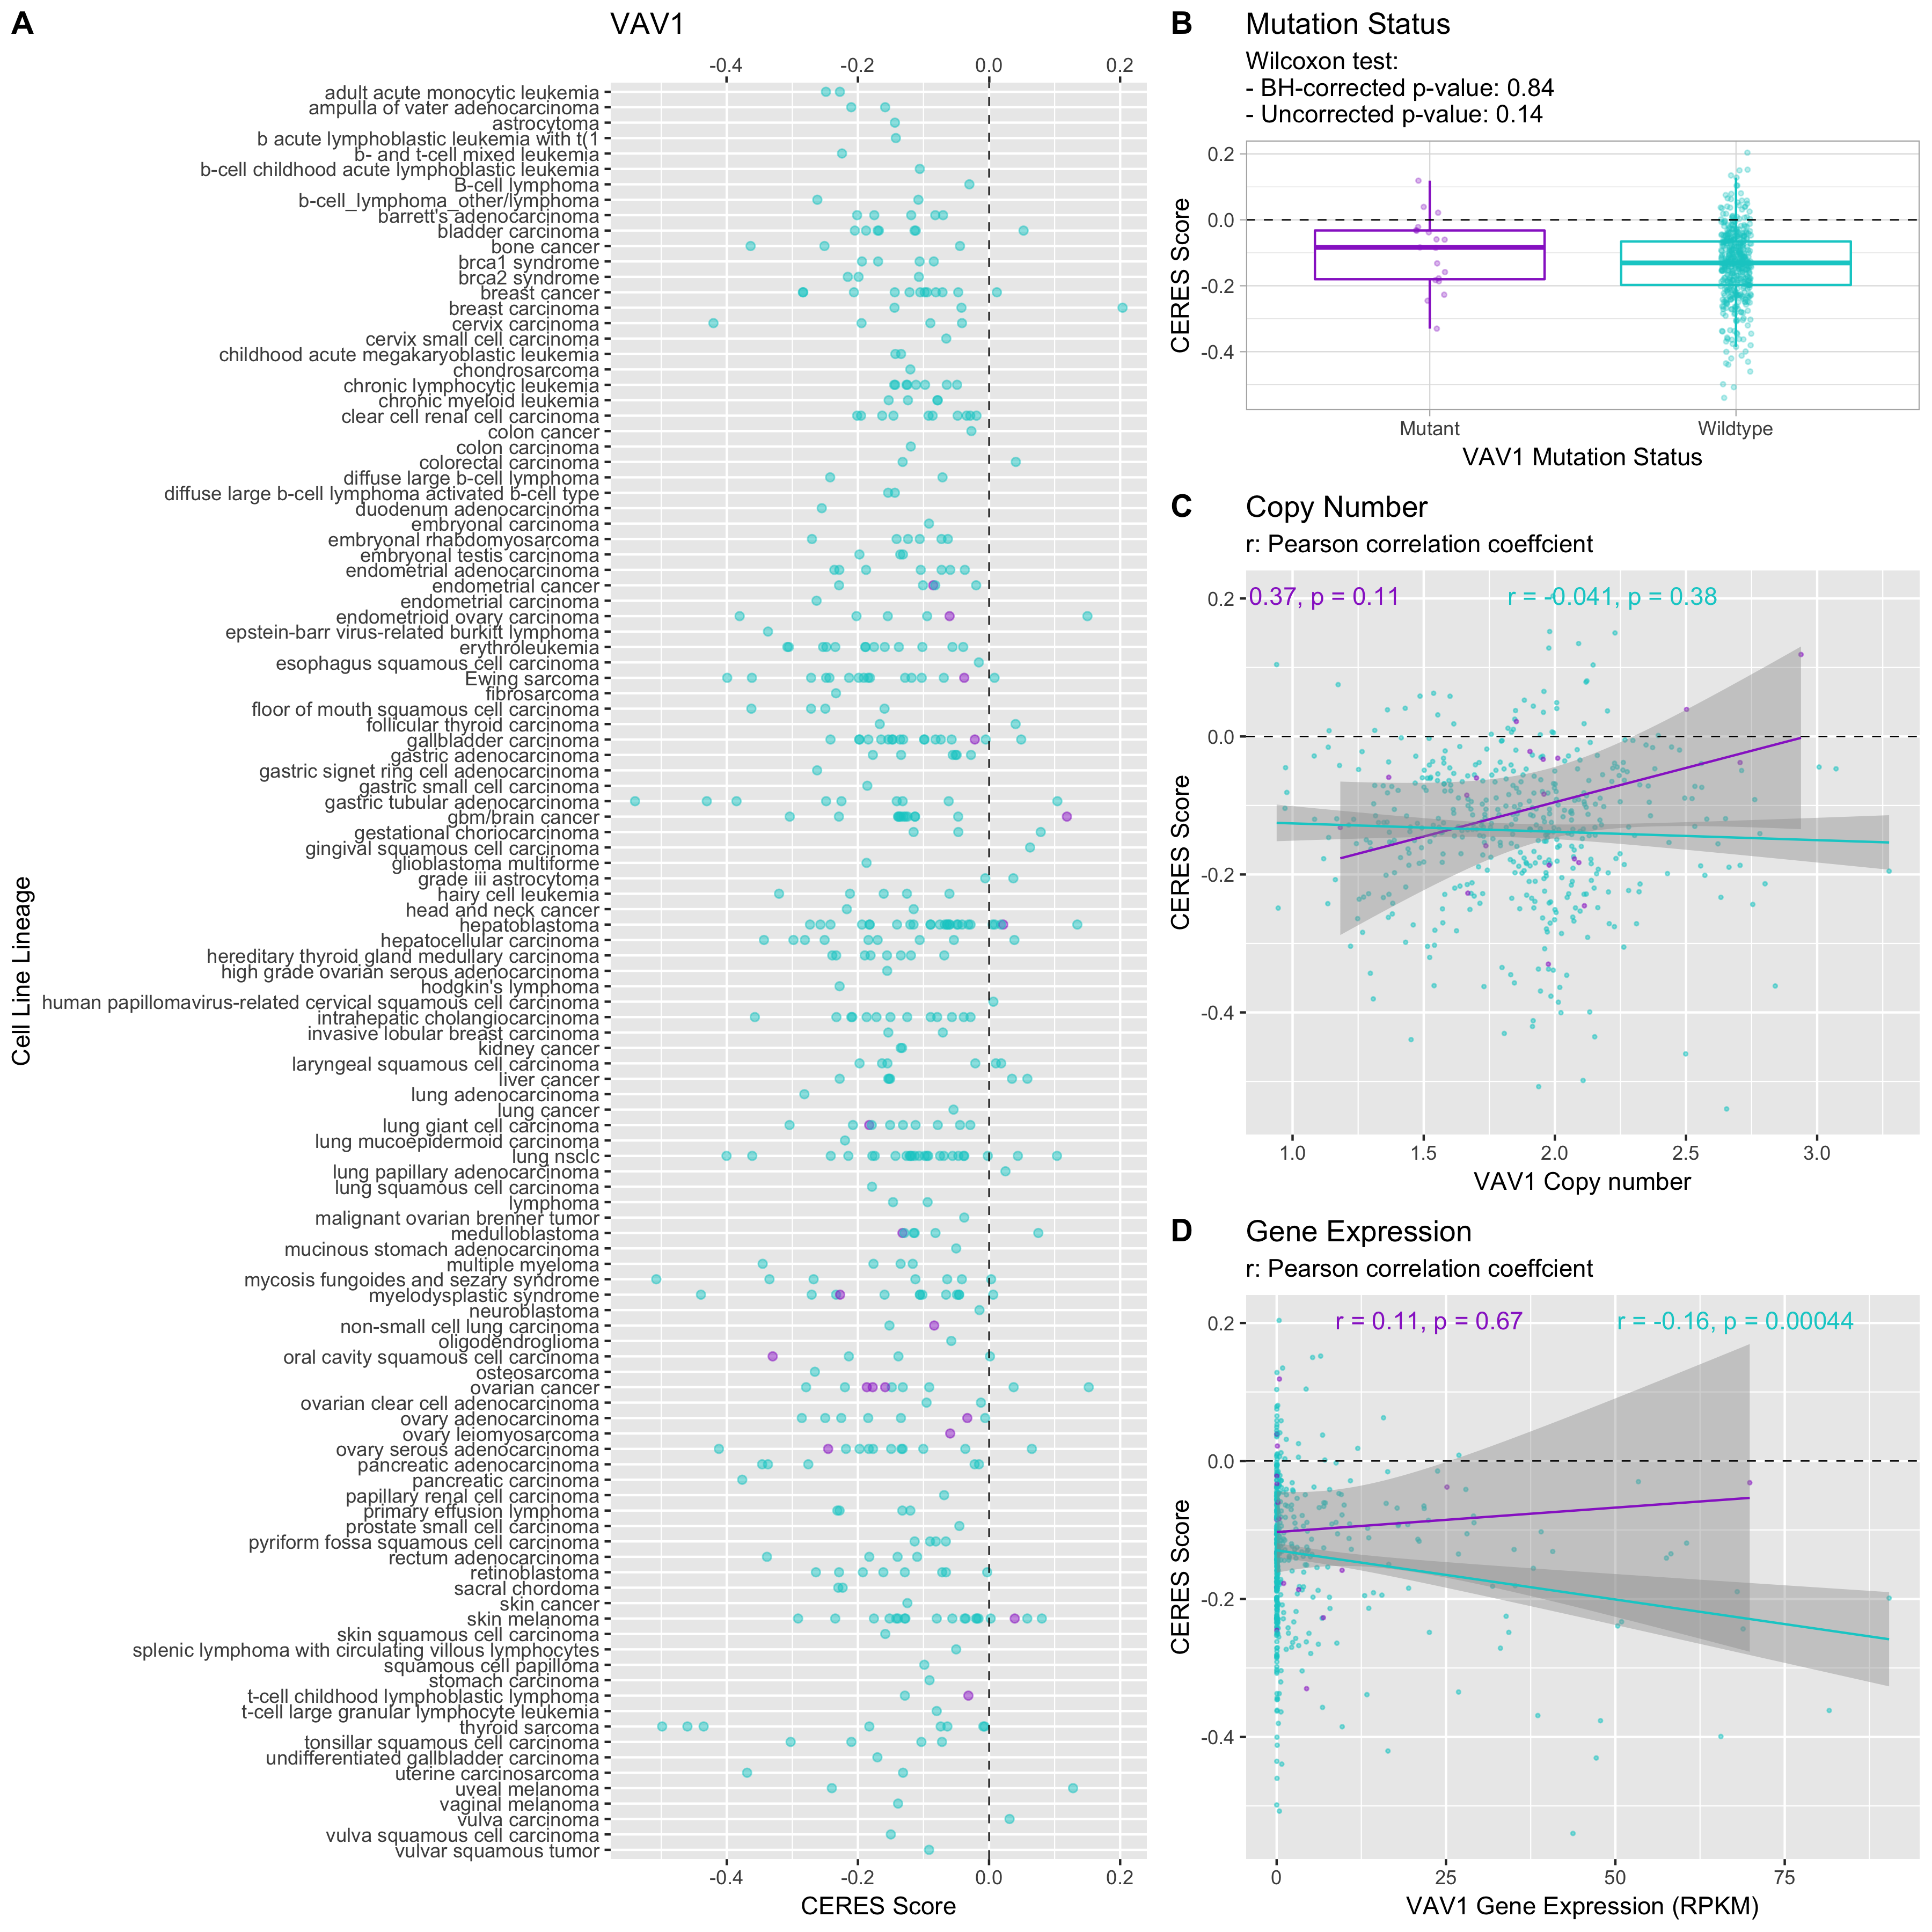 A
VAV1
-0.4 -0.2 0.0 0.2
Cell Line Lineage
adult acute monocytic leukemia
ampulla of vater adenocarcinoma
astrocytoma
b acute lymphoblastic leukemia with t(1
b- and t-cell mixed leukemia
b-cell childhood acute lymphoblastic leukemia
B-cell lymphoma
b-cell_lymphoma_other/lymphoma
barrett's adenocarcinoma
bladder carcinoma
bone cancer
brca1 syndrome
brca2 syndrome
breast cancer
breast carcinoma
cervix carcinoma
cervix small cell carcinoma
childhood acute megakaryoblastic leukemia
chondrosarcoma
chronic lymphocytic leukemia
chronic myeloid leukemia
clear cell renal cell carcinoma
colon cancer
colon carcinoma
colorectal carcinoma
diffuse large b-cell lymphoma
diffuse large b-cell lymphoma activated b-cell type
duodenum adenocarcinoma
embryonal carcinoma
embryonal rhabdomyosarcoma
embryonal testis carcinoma
endometrial adenocarcinoma
endometrial cancer
endometrial carcinoma
endometrioid ovary carcinoma
epstein-barr virus-related burkitt lymphoma
erythroleukemia
esophagus squamous cell carcinoma
Ewing sarcoma
fibrosarcoma
floor of mouth squamous cell carcinoma
follicular thyroid carcinoma
gallbladder carcinoma
gastric adenocarcinoma
gastric signet ring cell adenocarcinoma
gastric small cell carcinoma
gastric tubular adenocarcinoma
gbm/brain cancer
gestational choriocarcinoma
gingival squamous cell carcinoma
glioblastoma multiforme
grade iii astrocytoma
hairy cell leukemia
head and neck cancer
hepatoblastoma
hepatocellular carcinoma
hereditary thyroid gland medullary carcinoma
high grade ovarian serous adenocarcinoma
hodgkin's lymphoma
human papillomavirus-related cervical squamous cell carcinoma
intrahepatic cholangiocarcinoma
invasive lobular breast carcinoma
kidney cancer
laryngeal squamous cell carcinoma
liver cancer
lung adenocarcinoma
lung cancer
lung giant cell carcinoma
lung mucoepidermoid carcinoma
lung nsclc
lung papillary adenocarcinoma
lung squamous cell carcinoma
lymphoma
malignant ovarian brenner tumor
medulloblastoma
mucinous stomach adenocarcinoma
multiple myeloma
mycosis fungoides and sezary syndrome
myelodysplastic syndrome
neuroblastoma
non-small cell lung carcinoma
oligodendroglioma
oral cavity squamous cell carcinoma
osteosarcoma
ovarian cancer
ovarian clear cell adenocarcinoma
ovary adenocarcinoma
ovary leiomyosarcoma
ovary serous adenocarcinoma
pancreatic adenocarcinoma
pancreatic carcinoma
papillary renal cell carcinoma
primary effusion lymphoma
prostate small cell carcinoma
pyriform fossa squamous cell carcinoma
rectum adenocarcinoma
retinoblastoma
sacral chordoma
skin cancer
skin melanoma
skin squamous cell carcinoma
splenic lymphoma with circulating villous lymphocytes
squamous cell papilloma
stomach carcinoma
t-cell childhood lymphoblastic lymphoma
t-cell large granular lymphocyte leukemia
thyroid sarcoma
tonsillar squamous cell carcinoma
undifferentiated gallbladder carcinoma
uterine carcinosarcoma
uveal melanoma
vaginal melanoma
vulva carcinoma
vulva squamous cell carcinoma
vulvar squamous tumor
-0.4 -0.2 0.0 0.2
CERES Score
B
Mutation Status
Wilcoxon test:
- BH-corrected p-value: 0.84
- Uncorrected p-value: 0.14
CERES Score
0.2
0.0
-0.2
-0.4
Mutant Wildtype
VAV1 Mutation Status
C
Copy Number
r: Pearson correlation coeffcient
0.37, p = 0.11 r = -0.041, p = 0.38
CERES Score
0.2
0.0
-0.2
-0.4
1.0 1.5 2.0 2.5 3.0
VAV1 Copy number
D
Gene Expression
r: Pearson correlation coeffcient
r = 0.11, p = 0.67 r = -0.16, p = 0.00044
CERES Score
0.2
0.0
-0.2
-0.4
0 25 50 75
VAV1 Gene Expression (RPKM)